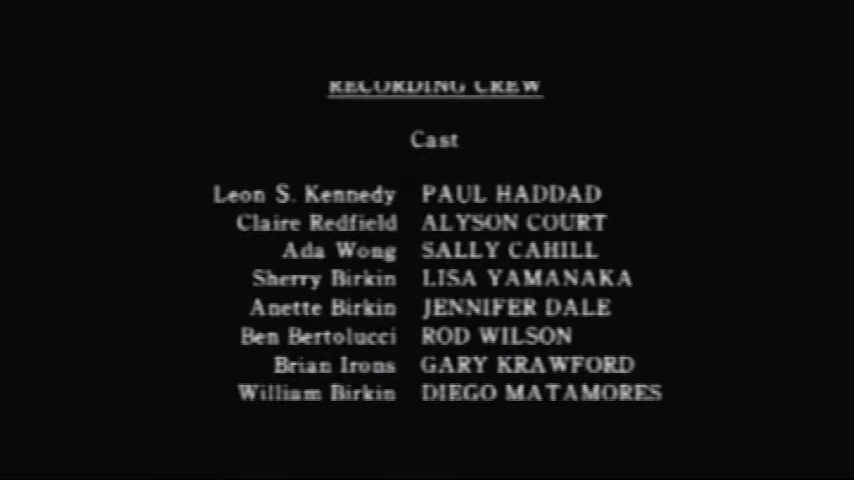 RECORDING CREW
Cast
Leon S. Kennedy PAUL HADDAD
Claire Redfield ALYSON COURT
Ada Wong SALLY CAHILL
Sherry Birkin LISA YAMANAKA
Anette Birkin JENNIFER DALE
Ben Bertolucci ROD WILSON
Brian Irons GARY KRAWFORD
William Birkin DIEGO MATAMORES